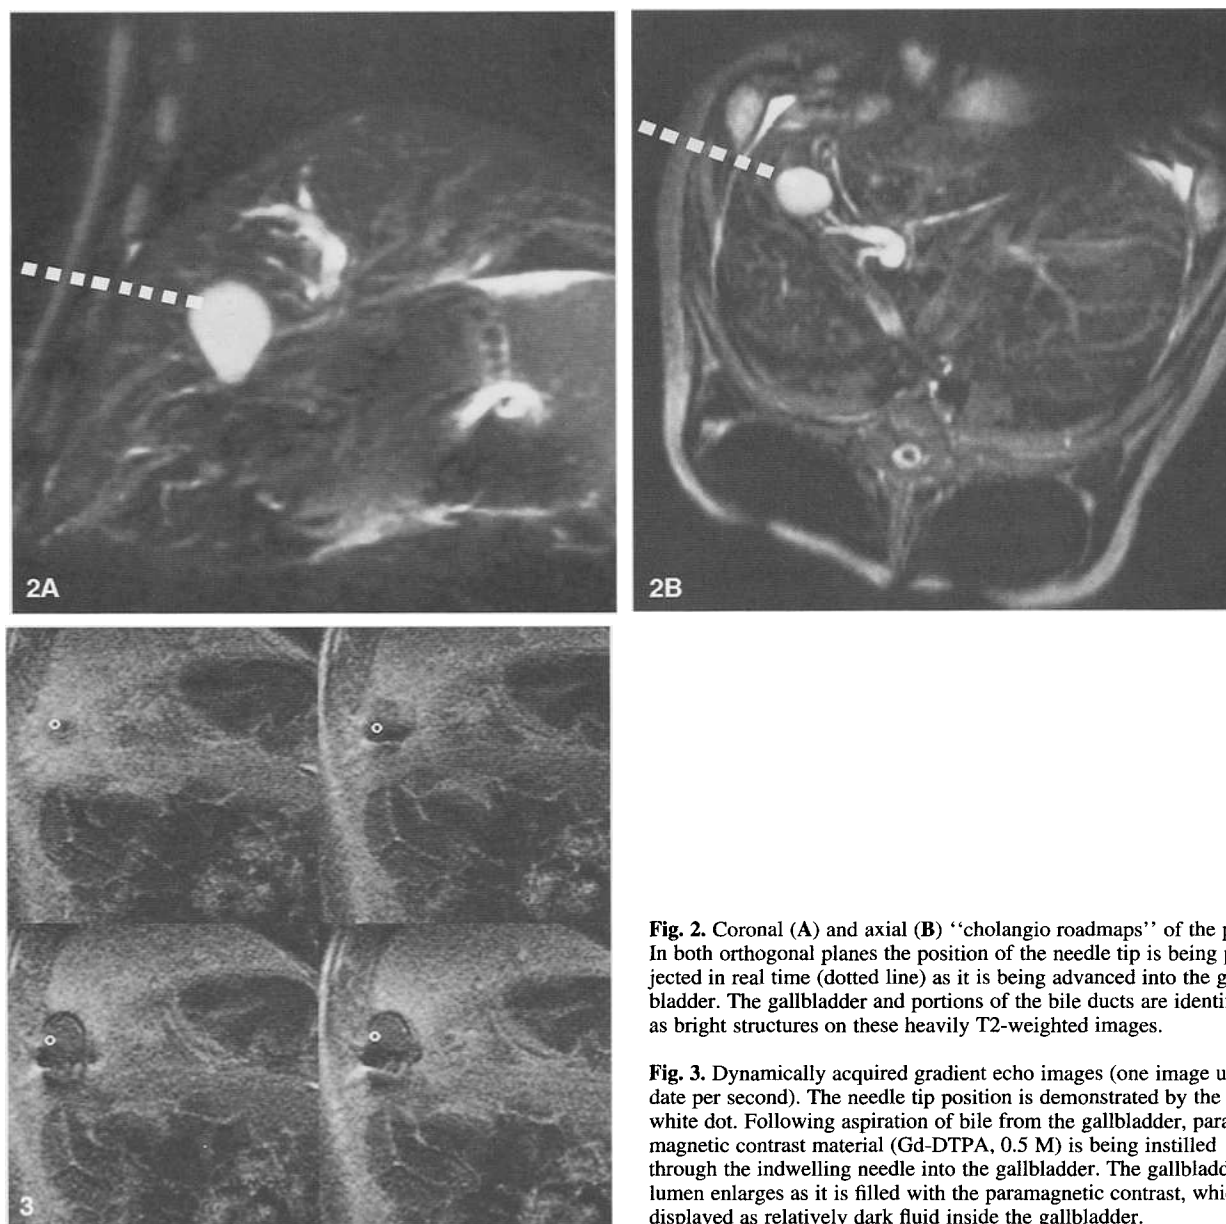 2A
2B
3
Fig. 2. Coronal (A) and axial (B) “cholangio roadmaps” of the p
In both orthogonal planes the position of the needle tip is being p
jected in real time (dotted line) as it is being advanced into the g
bladder. The gallbladder and portions of the bile ducts are identif
as bright structures on these heavily T2-weighted images.
Fig. 3. Dynamically acquired gradient echo images (one image u
date per second). The needle tip position is demonstrated by the
white dot. Following aspiration of bile from the gallbladder, para
magnetic contrast material (Gd-DTPA, 0.5 M) is being instilled
through the indwelling needle into the gallbladder. The gallbladd
lumen enlarges as it is filled with the paramagnetic contrast, whi
displayed as relatively dark fluid inside the gallbladder.